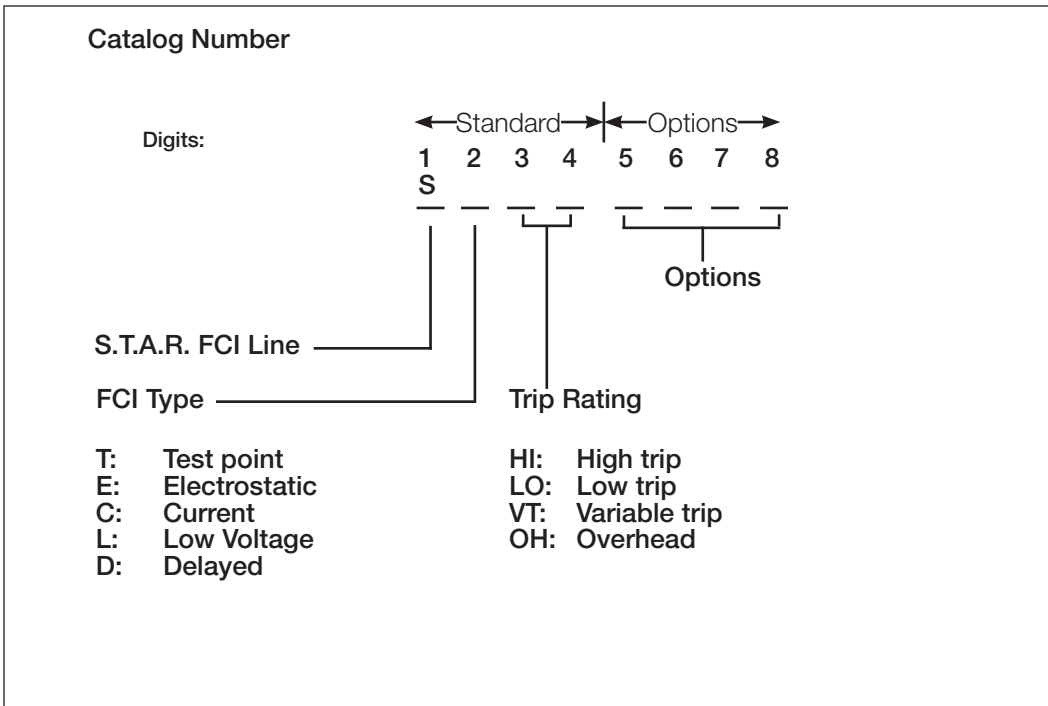 Catalog Number
Standard Options
Digits:
1 2 3 4 5 6 7 8
S
Options
S.T.A.R. FCI Line
FCI Type
Trip Rating
T: Test point
E: Electrostatic
C: Current
L: Low Voltage
D: Delayed
HI: High trip
LO: Low trip
VT: Variable trip
OH: Overhead